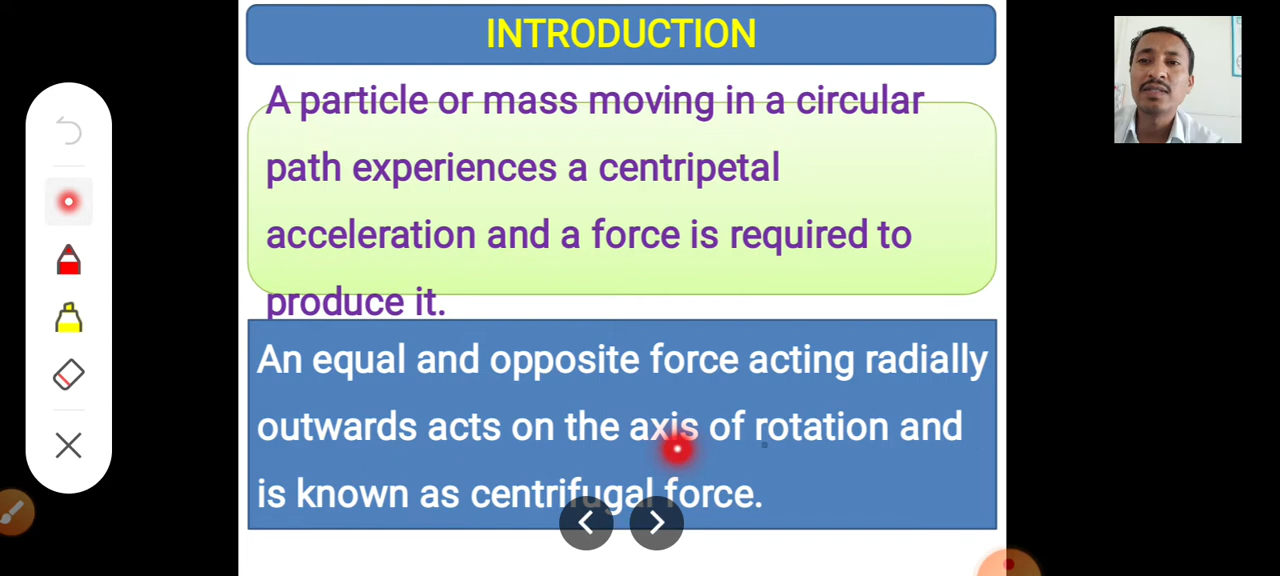 INTRODUCTION
A particle or mass moving in a circular
path experiences a centripetal
acceleration and a force is required to
produce it.
An equal and opposite force acting radially
outwards acts on the axis of rotation and
is known as centrifugal force.